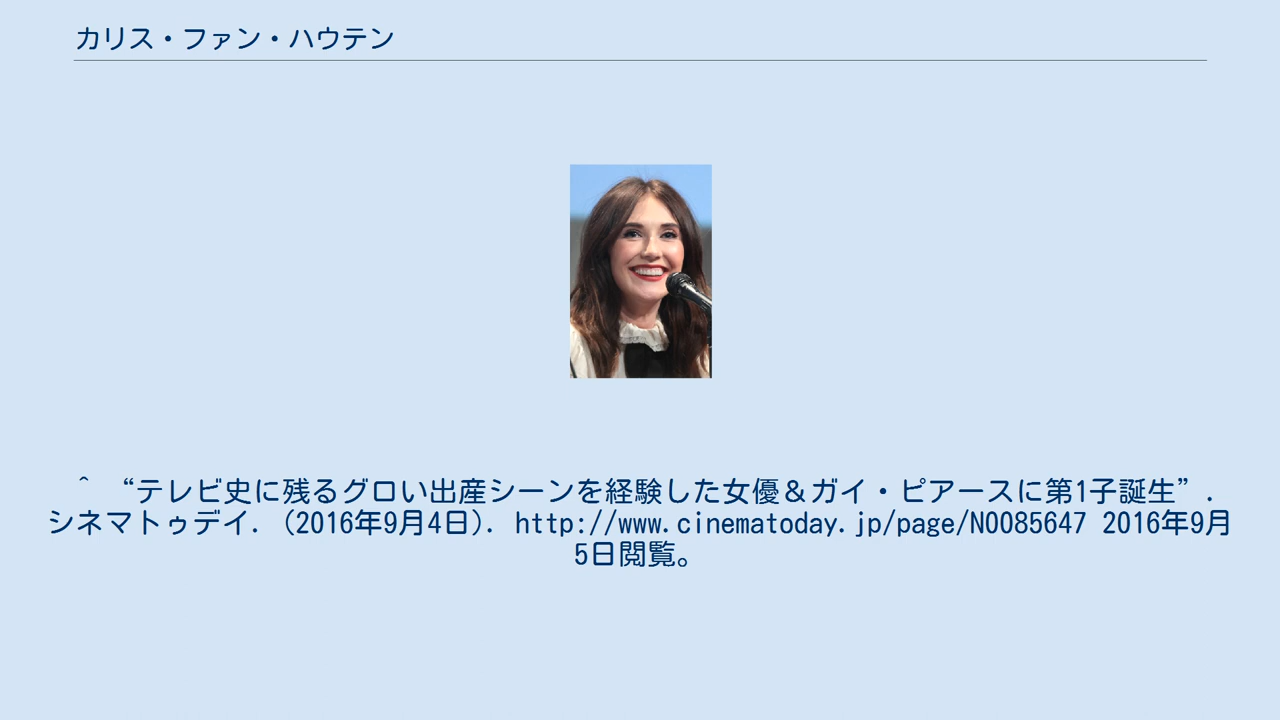 カリス・ファン・ハウテン
^ “テレビ史に残るグロい出産シーンを経験した女優＆ガイ・ピアースに第1子誕生”.
シネマトゥデイ. (2016年9月4日). http://www.cinematoday.jp/page/N0085647 2016年9月
5日閲覧。